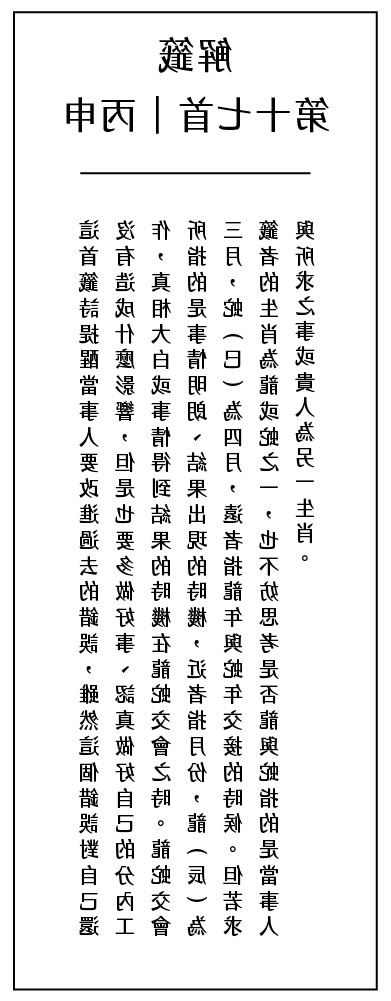 解籤
第十七首｜丙申
這首籤詩提醒當事人要改進過去的錯誤，雖然這個錯誤對自己還
沒有造成什麼影響，但是也要多做好事、認真做好自己的分內工
作，真相大白或事情得到結果的時機在龍蛇交會之時。龍蛇交會
所指的是事情明朗、結果出現的時機，近者指月份，龍（辰）為
三月，蛇（巳）為四月，遠者指龍年與蛇年交接的時候。但若求
籤者的生肖為龍或蛇之一，也不妨思考是否龍與蛇指的是當事人
與所求之事或貴人為另一生肖。